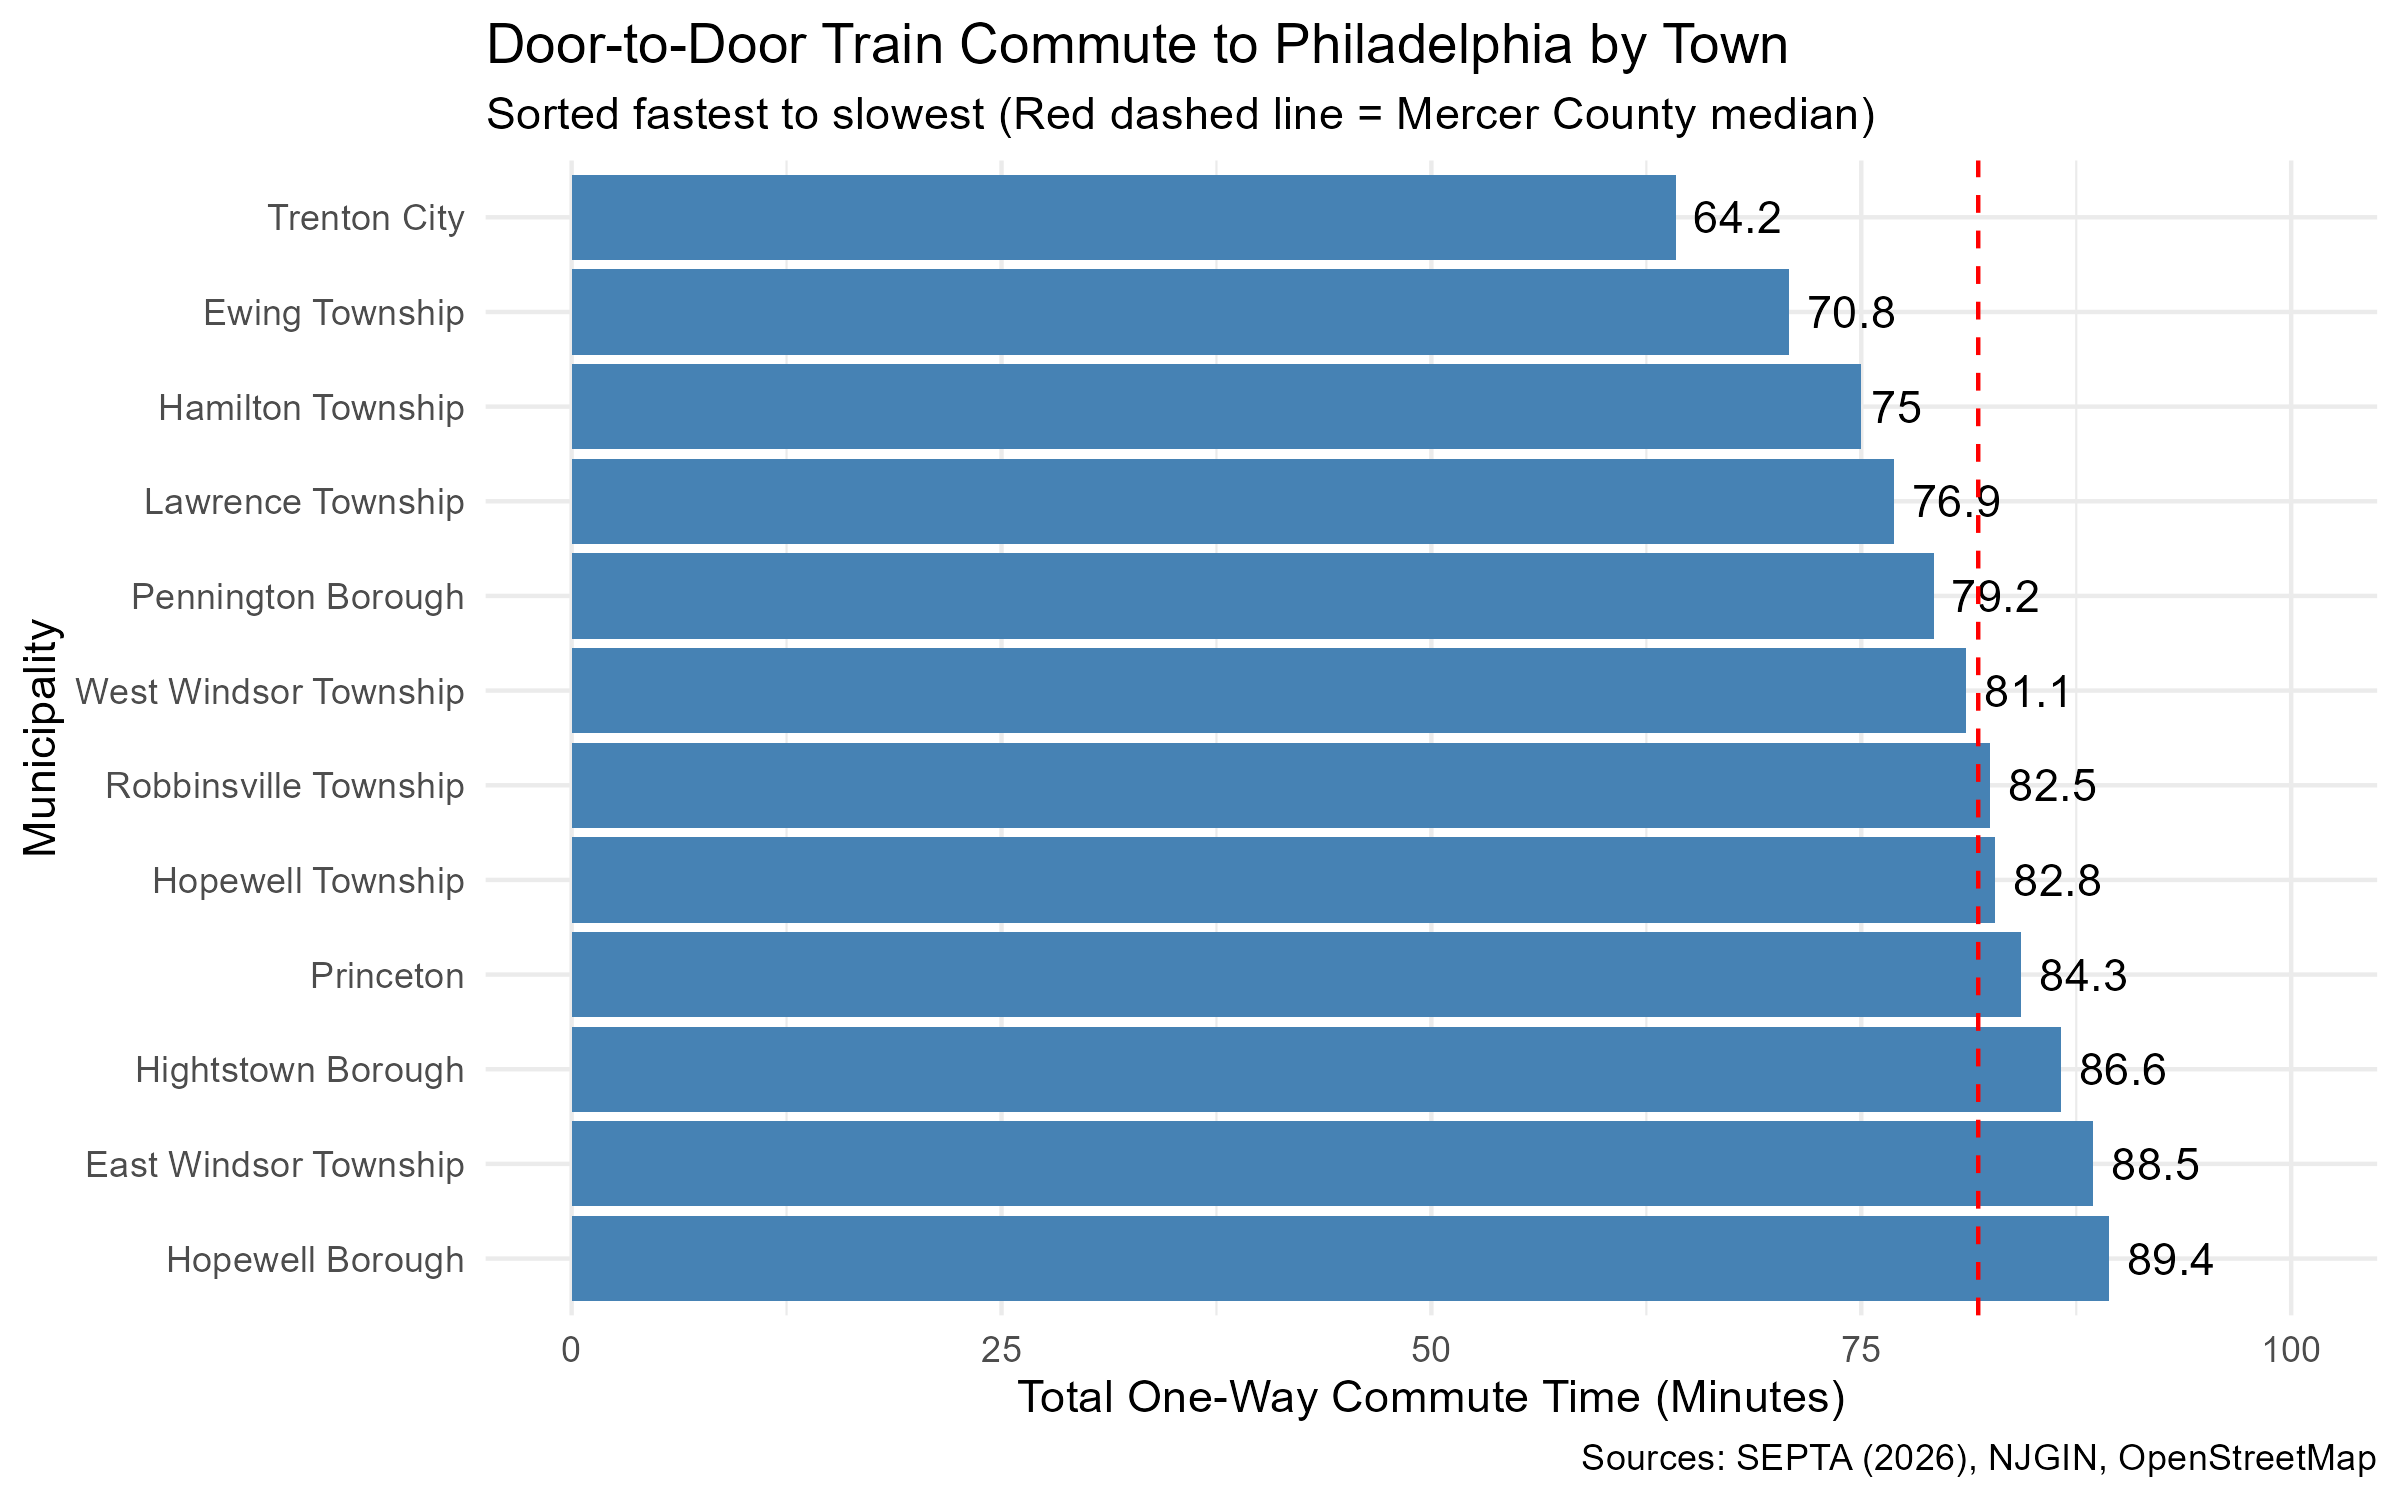 Door-to-Door Train Commute to Philadelphia by Town
Sorted fastest to slowest (Red dashed line = Mercer County median)
Municipality
Trenton City 64.2
Ewing Township 70.8
Hamilton Township 75
Lawrence Township 76.9
Pennington Borough 79.2
West Windsor Township 81.1
Robbinsville Township 82.5
Hopewell Township 82.8
Princeton 84.3
Hightstown Borough 86.6
East Windsor Township 88.5
Hopewell Borough 89.4
0 25 50 75 100
Total One-Way Commute Time (Minutes)
Sources: SEPTA (2026), NJGIN, OpenStreetMap